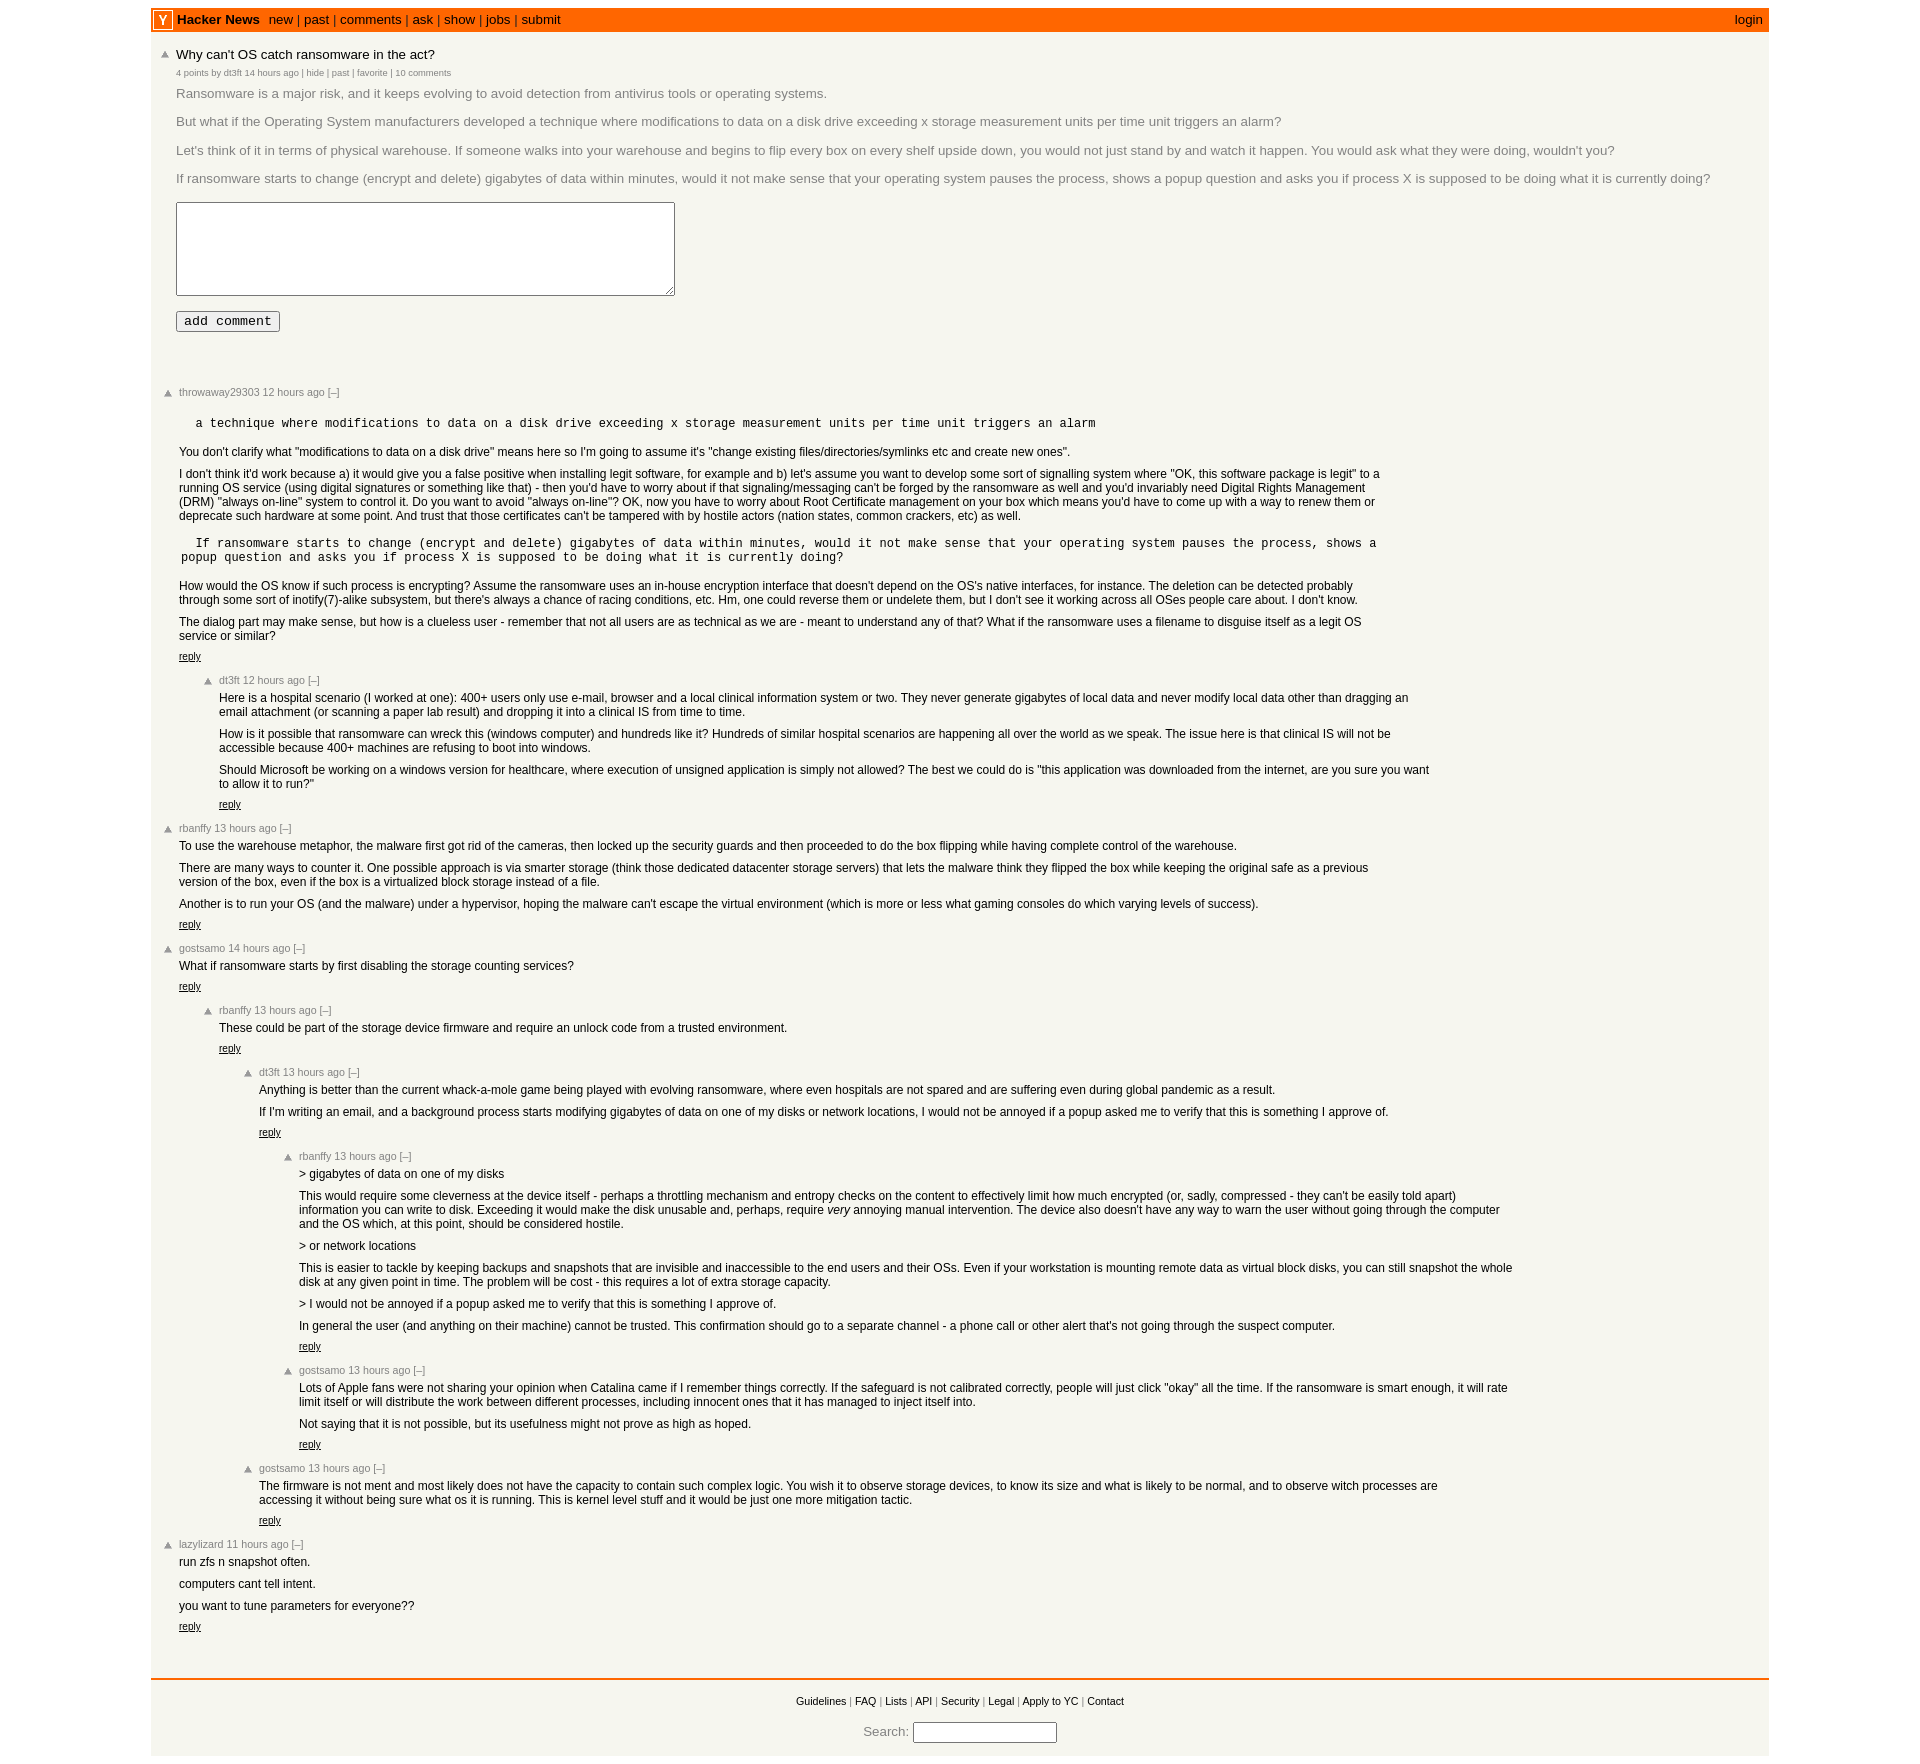 Y Hacker News new | past | comments | ask | show | jobs | submit login
Why can't OS catch ransomware in the act?
4 points by dt3ft 14 hours ago | hide | past | favorite | 10 comments
Ransomware is a major risk, and it keeps evolving to avoid detection from antivirus tools or operating systems.
But what if the Operating System manufacturers developed a technique where modifications to data on a disk drive exceeding x storage measurement units per time unit triggers an alarm?
Let's think of it in terms of physical warehouse. If someone walks into your warehouse and begins to flip every box on every shelf upside down, you would not just stand by and watch it happen. You would ask what they were doing, wouldn't you?
If ransomware starts to change (encrypt and delete) gigabytes of data within minutes, would it not make sense that your operating system pauses the process, shows a popup question and asks you if process X is supposed to be doing what it is currently doing?
add comment
throwaway29303 12 hours ago [–]
a technique where modifications to data on a disk drive exceeding x storage measurement units per time unit triggers an alarm
You don't clarify what "modifications to data on a disk drive" means here so I'm going to assume it's "change existing files/directories/symlinks etc and create new ones".
I don't think it'd work because a) it would give you a false positive when installing legit software, for example and b) let's assume you want to develop some sort of signalling system where "OK, this software package is legit" to a
running OS service (using digital signatures or something like that) - then you'd have to worry about if that signaling/messaging can't be forged by the ransomware as well and you'd invariably need Digital Rights Management
(DRM) "always on-line" system to control it. Do you want to avoid "always on-line"? OK, now you have to worry about Root Certificate management on your box which means you'd have to come up with a way to renew them or
deprecate such hardware at some point. And trust that those certificates can't be tampered with by hostile actors (nation states, common crackers, etc) as well.
If ransomware starts to change (encrypt and delete) gigabytes of data within minutes, would it not make sense that your operating system pauses the process, shows a
popup question and asks you if process X is supposed to be doing what it is currently doing?
How would the OS know if such process is encrypting? Assume the ransomware uses an in-house encryption interface that doesn't depend on the OS's native interfaces, for instance. The deletion can be detected probably
through some sort of inotify(7)-alike subsystem, but there's always a chance of racing conditions, etc. Hm, one could reverse them or undelete them, but I don't see it working across all OSes people care about. I don't know.
The dialog part may make sense, but how is a clueless user - remember that not all users are as technical as we are - meant to understand any of that? What if the ransomware uses a filename to disguise itself as a legit OS
service or similar?
reply
dt3ft 12 hours ago [–]
Here is a hospital scenario (I worked at one): 400+ users only use e-mail, browser and a local clinical information system or two. They never generate gigabytes of local data and never modify local data other than dragging an
email attachment (or scanning a paper lab result) and dropping it into a clinical IS from time to time.
How is it possible that ransomware can wreck this (windows computer) and hundreds like it? Hundreds of similar hospital scenarios are happening all over the world as we speak. The issue here is that clinical IS will not be
accessible because 400+ machines are refusing to boot into windows.
Should Microsoft be working on a windows version for healthcare, where execution of unsigned application is simply not allowed? The best we could do is "this application was downloaded from the internet, are you sure you want
to allow it to run?"
reply
rbanffy 13 hours ago [–]
To use the warehouse metaphor, the malware first got rid of the cameras, then locked up the security guards and then proceeded to do the box flipping while having complete control of the warehouse.
There are many ways to counter it. One possible approach is via smarter storage (think those dedicated datacenter storage servers) that lets the malware think they flipped the box while keeping the original safe as a previous
version of the box, even if the box is a virtualized block storage instead of a file.
Another is to run your OS (and the malware) under a hypervisor, hoping the malware can't escape the virtual environment (which is more or less what gaming consoles do which varying levels of success).
reply
gostsamo 14 hours ago [–]
What if ransomware starts by first disabling the storage counting services?
reply
rbanffy 13 hours ago [–]
These could be part of the storage device firmware and require an unlock code from a trusted environment.
reply
dt3ft 13 hours ago [–]
Anything is better than the current whack-a-mole game being played with evolving ransomware, where even hospitals are not spared and are suffering even during global pandemic as a result.
If I'm writing an email, and a background process starts modifying gigabytes of data on one of my disks or network locations, I would not be annoyed if a popup asked me to verify that this is something I approve of.
reply
rbanffy 13 hours ago [–]
> gigabytes of data on one of my disks
This would require some cleverness at the device itself - perhaps a throttling mechanism and entropy checks on the content to effectively limit how much encrypted (or, sadly, compressed - they can't be easily told apart)
information you can write to disk. Exceeding it would make the disk unusable and, perhaps, require very annoying manual intervention. The device also doesn't have any way to warn the user without going through the computer
and the OS which, at this point, should be considered hostile.
> or network locations
This is easier to tackle by keeping backups and snapshots that are invisible and inaccessible to the end users and their OSs. Even if your workstation is mounting remote data as virtual block disks, you can still snapshot the whole
disk at any given point in time. The problem will be cost - this requires a lot of extra storage capacity.
> I would not be annoyed if a popup asked me to verify that this is something I approve of.
In general the user (and anything on their machine) cannot be trusted. This confirmation should go to a separate channel - a phone call or other alert that's not going through the suspect computer.
reply
gostsamo 13 hours ago [–]
Lots of Apple fans were not sharing your opinion when Catalina came if I remember things correctly. If the safeguard is not calibrated correctly, people will just click "okay" all the time. If the ransomware is smart enough, it will rate
limit itself or will distribute the work between different processes, including innocent ones that it has managed to inject itself into.
Not saying that it is not possible, but its usefulness might not prove as high as hoped.
reply
gostsamo 13 hours ago [–]
The firmware is not ment and most likely does not have the capacity to contain such complex logic. You wish it to observe storage devices, to know its size and what is likely to be normal, and to observe witch processes are
accessing it without being sure what os it is running. This is kernel level stuff and it would be just one more mitigation tactic.
reply
lazylizard 11 hours ago [–]
run zfs n snapshot often.
computers cant tell intent.
you want to tune parameters for everyone??
reply
Guidelines | FAQ | Lists | API | Security | Legal | Apply to YC | Contact
Search: